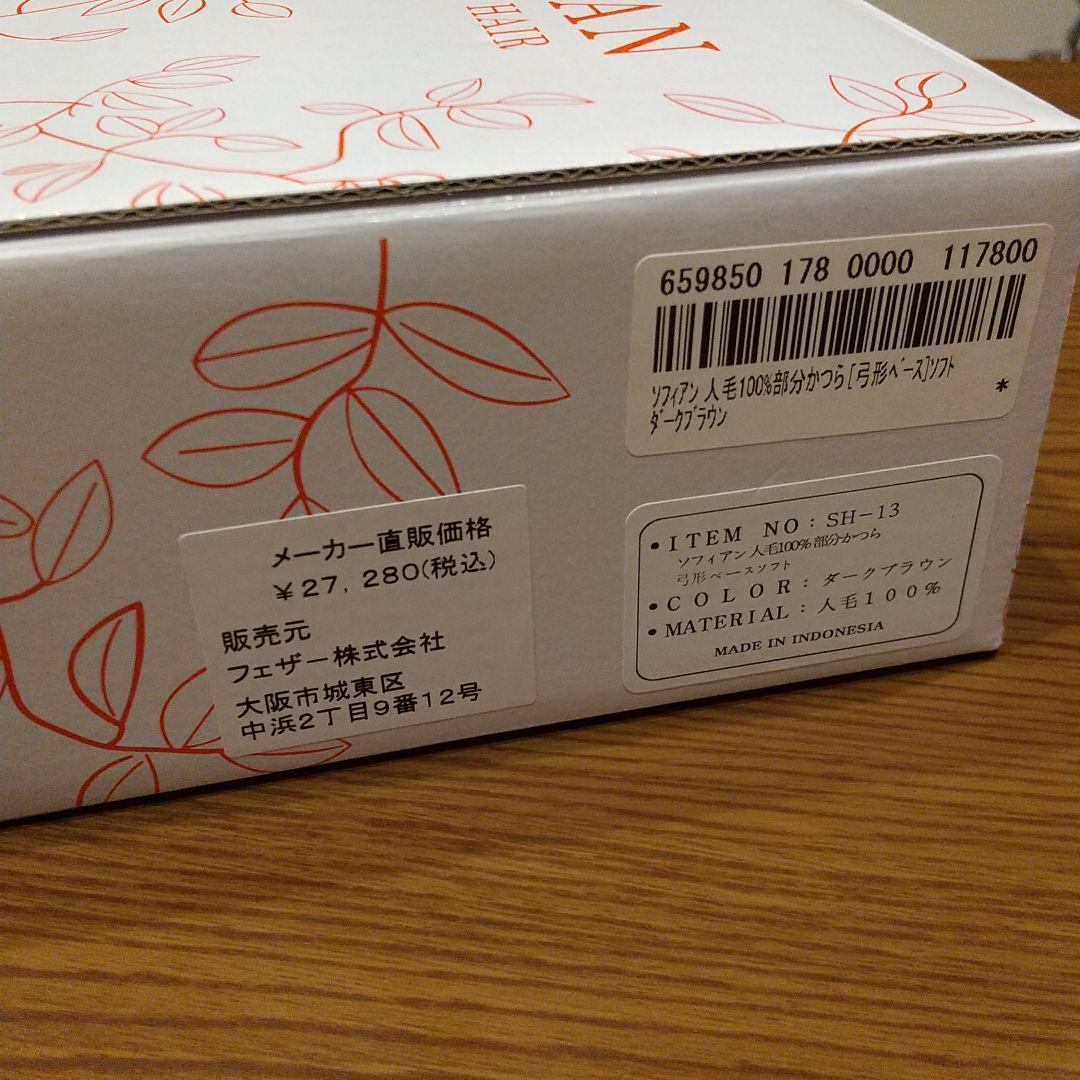 AN
HAIR
659850 178 0000 117800
ソフィアン 人毛100%部分かつら[弓形ベース]ソフト
ダークブラウン
*
メーカー直販価格
¥27,280(税込)
販売元
フェザー株式会社
大阪市城東区
中浜2丁目9番12号
•ITEM NO：SH-13
ソフィアン人毛100%部分かつら
弓形ベースソフト
•COLOR：ダークブラウン
•MATERIAL：人毛100%
MADE IN INDONESIA